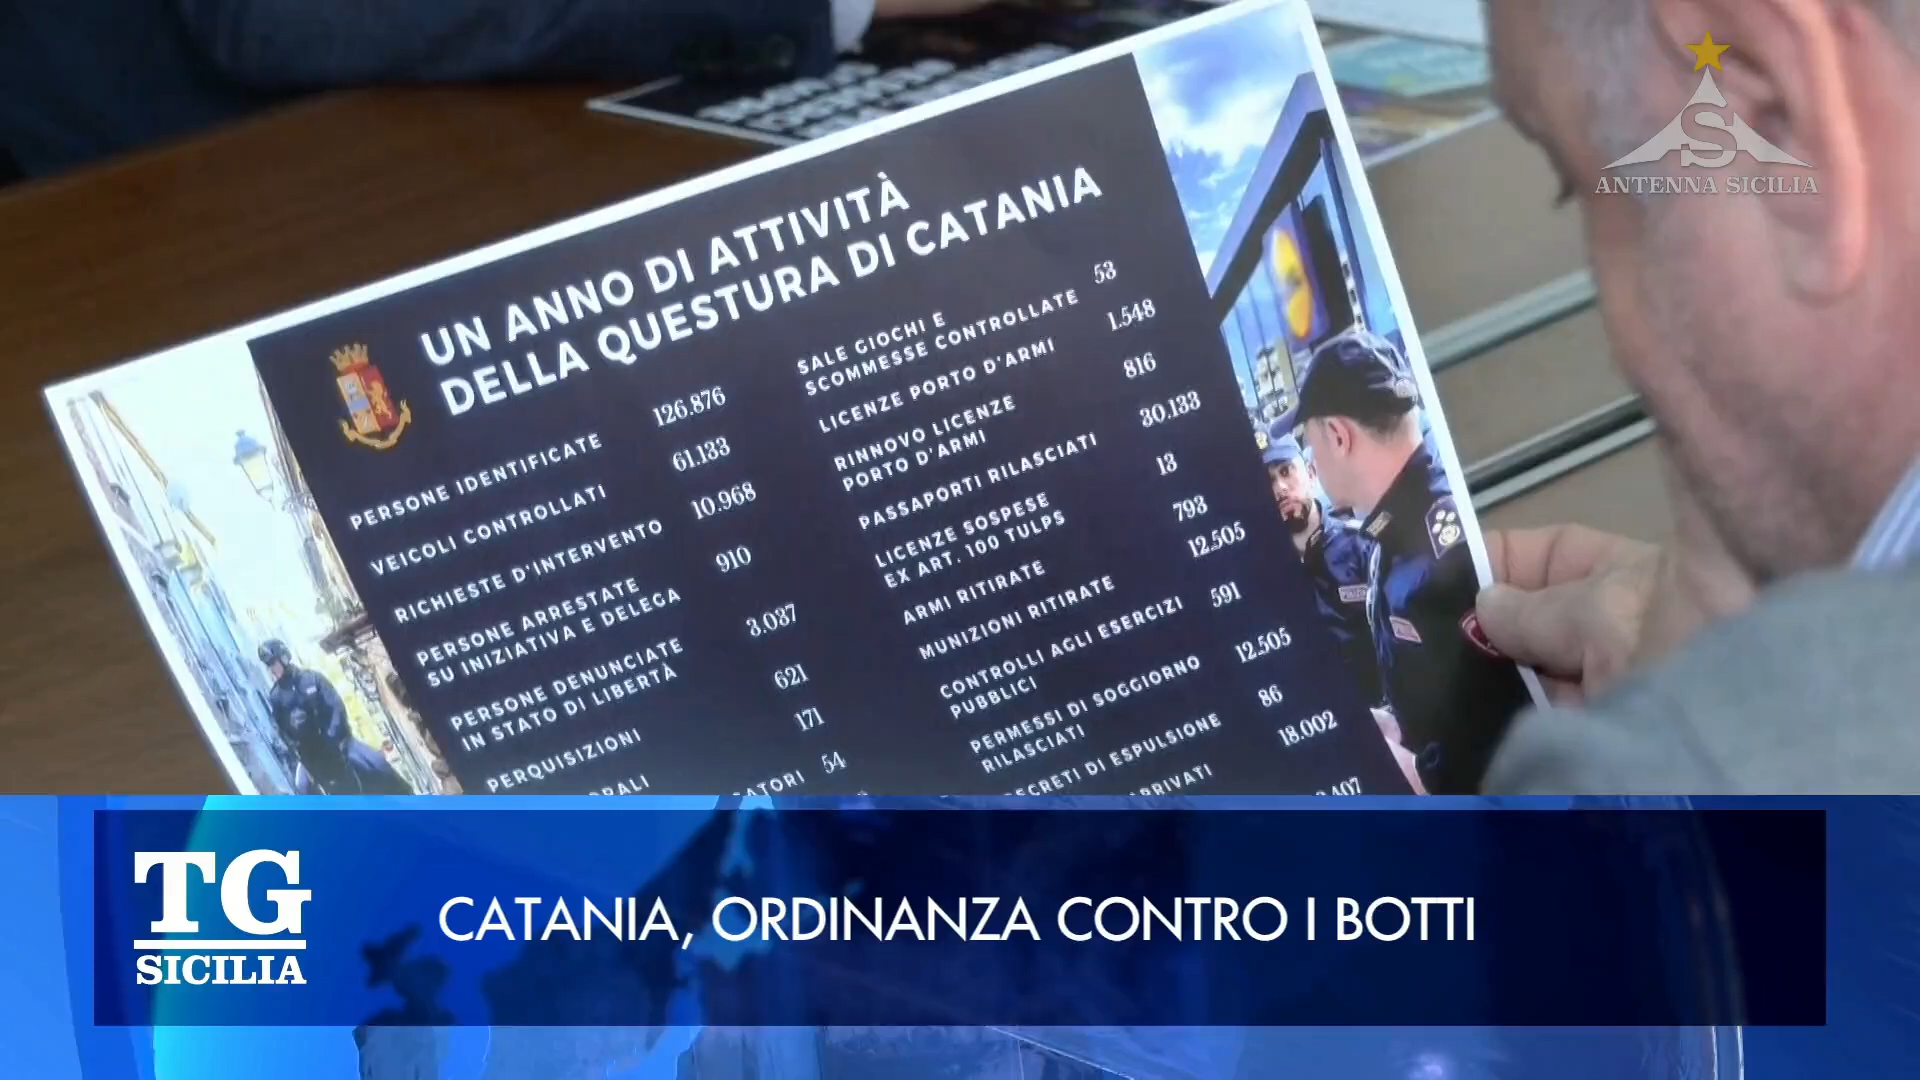 ANTENNA SICILIA
UN ANNO DI ATTIVITÀ
DELLA QUESTURA DI CATANIA
PERSONE IDENTIFICATE 126.876
VEICOLI CONTROLLATI 61.133
RICHIESTE D'INTERVENTO 10.968
PERSONE ARRESTATE
SU INIZIATIVA E DELEGA 910
PERSONE DENUNCIATE
IN STATO DI LIBERTÀ 3.037
PERQUISIZIONI 621
171
54
SALE GIOCHI E
SCOMMESSE CONTROLLATE 53
LICENZE PORTO D'ARMI 1.548
RINNOVO LICENZE
PORTO D'ARMI 816
PASSAPORTI RILASCIATI 30.133
LICENZE SOSPESE
EX ART. 100 TULPS 13
ARMI RITIRATE 793
MUNIZIONI RITIRATE 12.505
CONTROLLI AGLI ESERCIZI
PUBBLICI 591
PERMESSI DI SOGGIORNO
RILASCIATI 12.505
DI ESPULSIONE 86
18.002
TG
SICILIA
CATANIA, ORDINANZA CONTRO I BOTTI